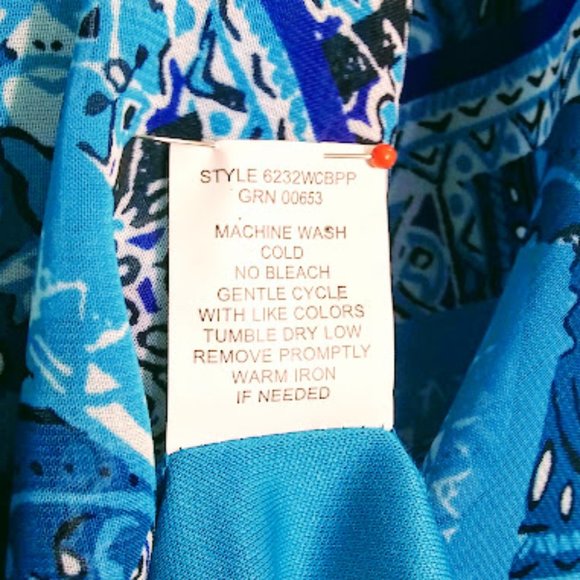 STYLE 6232WCBPP
GRN 00653
MACHINE WASH
COLD
NO BLEACH
GENTLE CYCLE
WITH LIKE COLORS
TUMBLE DRY LOW
REMOVE PROMPTLY
WARM IRON
IF NEEDED